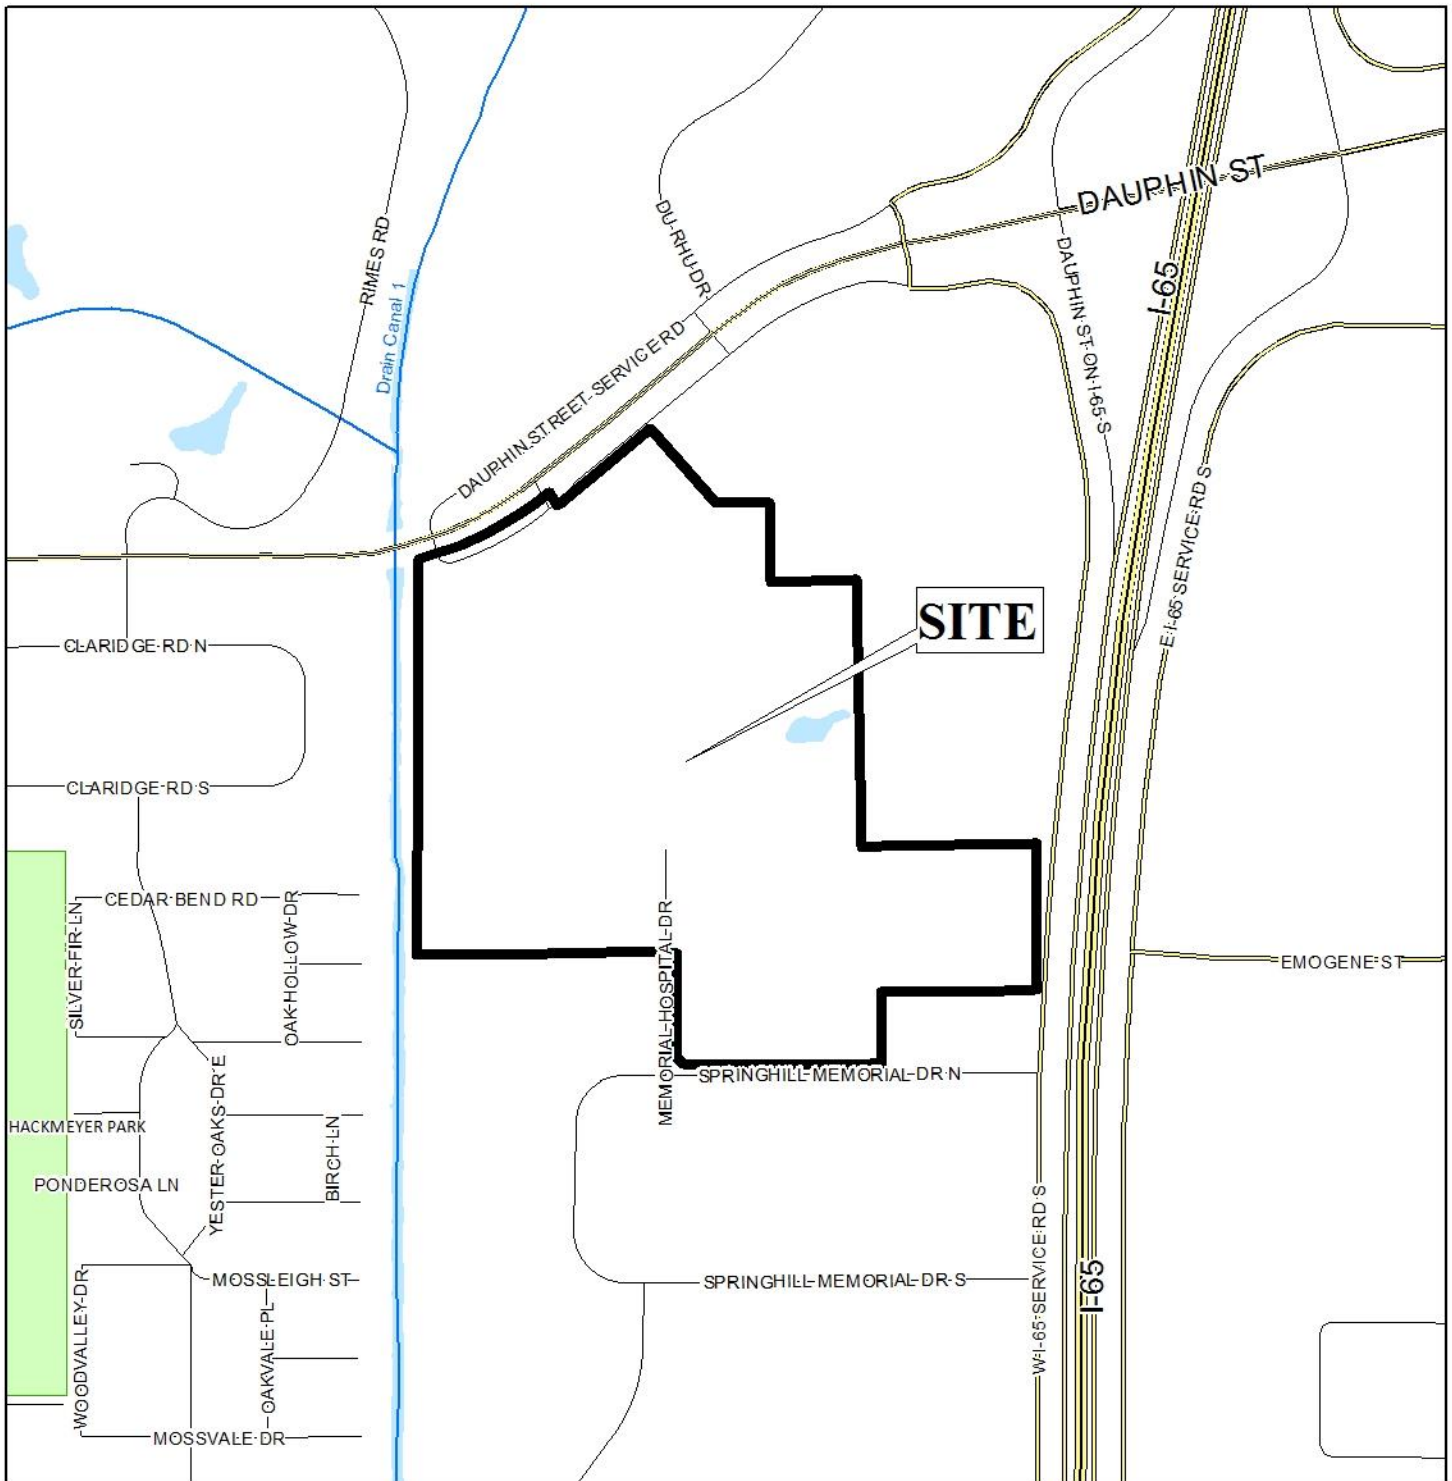 DAUPHIN ST
RIMES RD
DU RHU DR
I-65
DAUPHIN ST ON I-65 S
Drain Canal 1
DAUPHIN STREET SERVICE RD
E I-65 SERVICE RD S
SITE
CLARIDGE RD N
CLARIDGE RD S
CEDAR BEND RD
SILVER FIR LN
OAK HOLLOW DR
MEMORIAL HOSPITAL DR
EMOGENE ST
SPRINGHILL MEMORIAL DR N
YESTER OAKS DR E
HACKMEYER PARK
BIRCH LN
PONDEROSA LN
W I-65 SERVICE RD S
MOSSLEIGH ST
SPRINGHILL MEMORIAL DR S
I-65
WOODVALLEY DR
OAKVALE PL
MOSSVALE DR